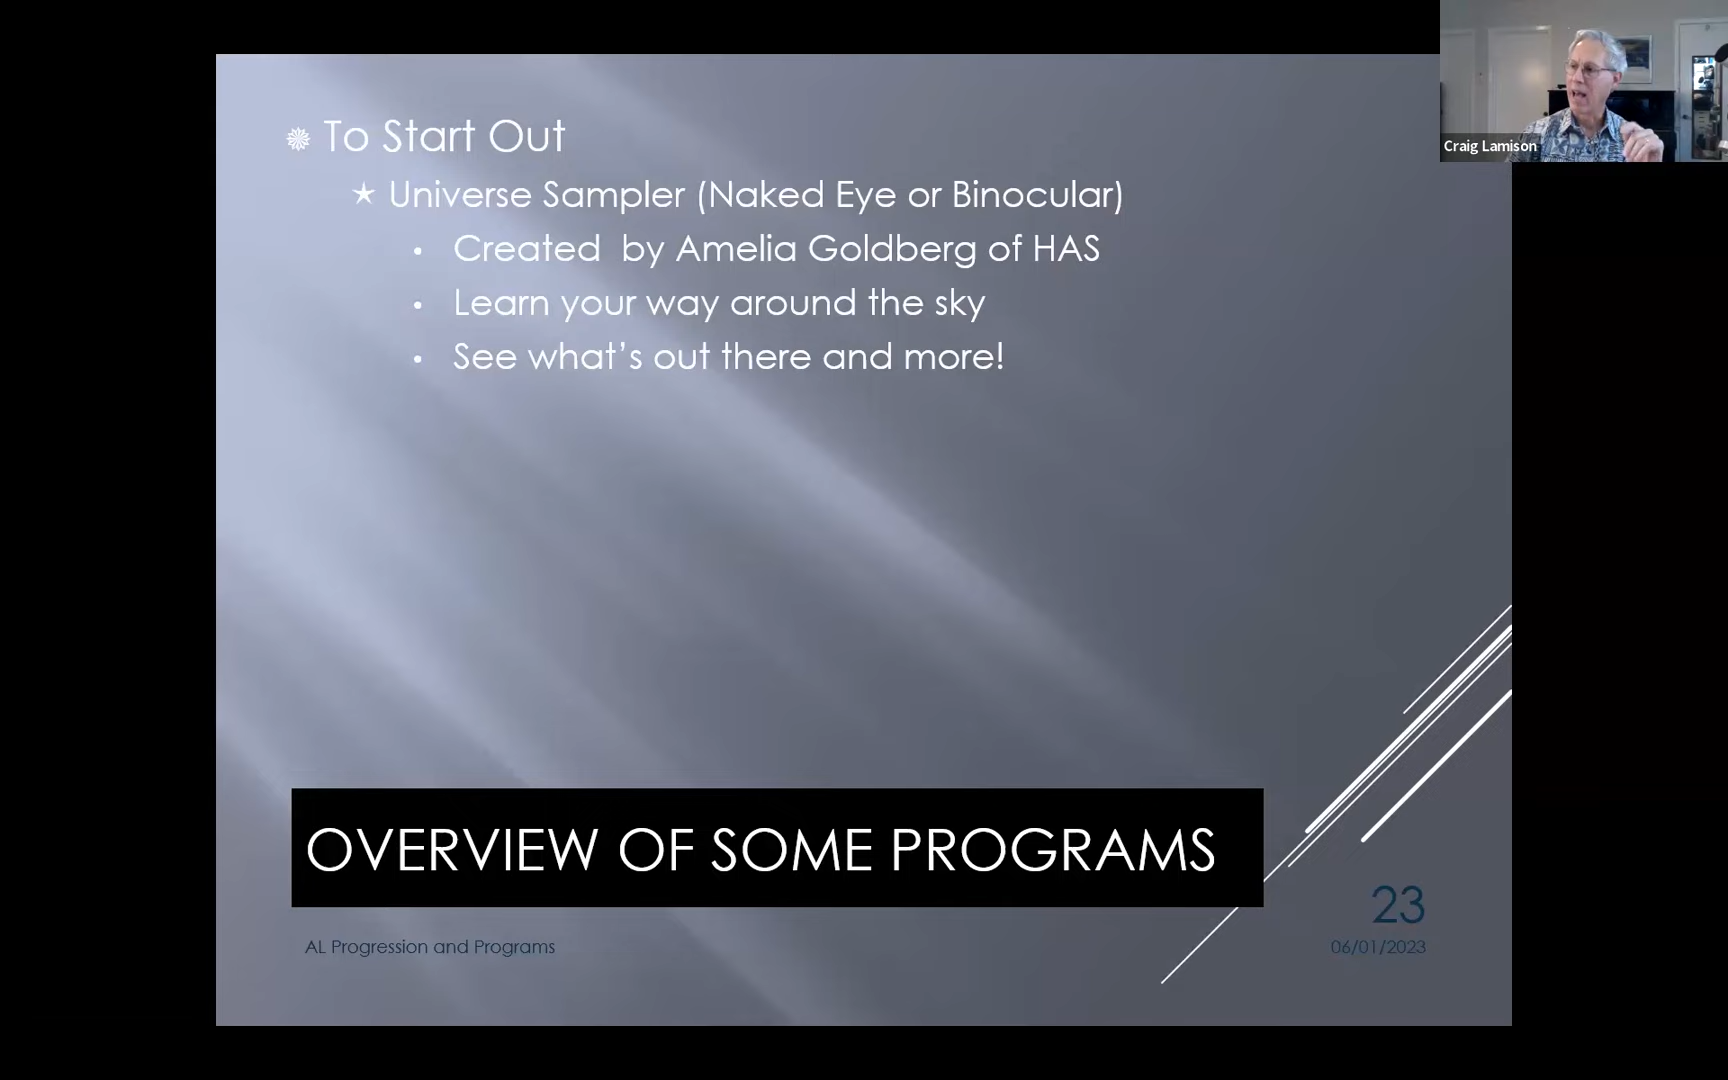 To Start Out
Universe Sampler (Naked Eye or Binocular)
Created  by Amelia Goldberg of HAS
Learn your way around the sky
See what’s out there and more!
OVERVIEW OF SOME PROGRAMS
23
AL Progression and Programs
06/01/2023
Craig Lamison